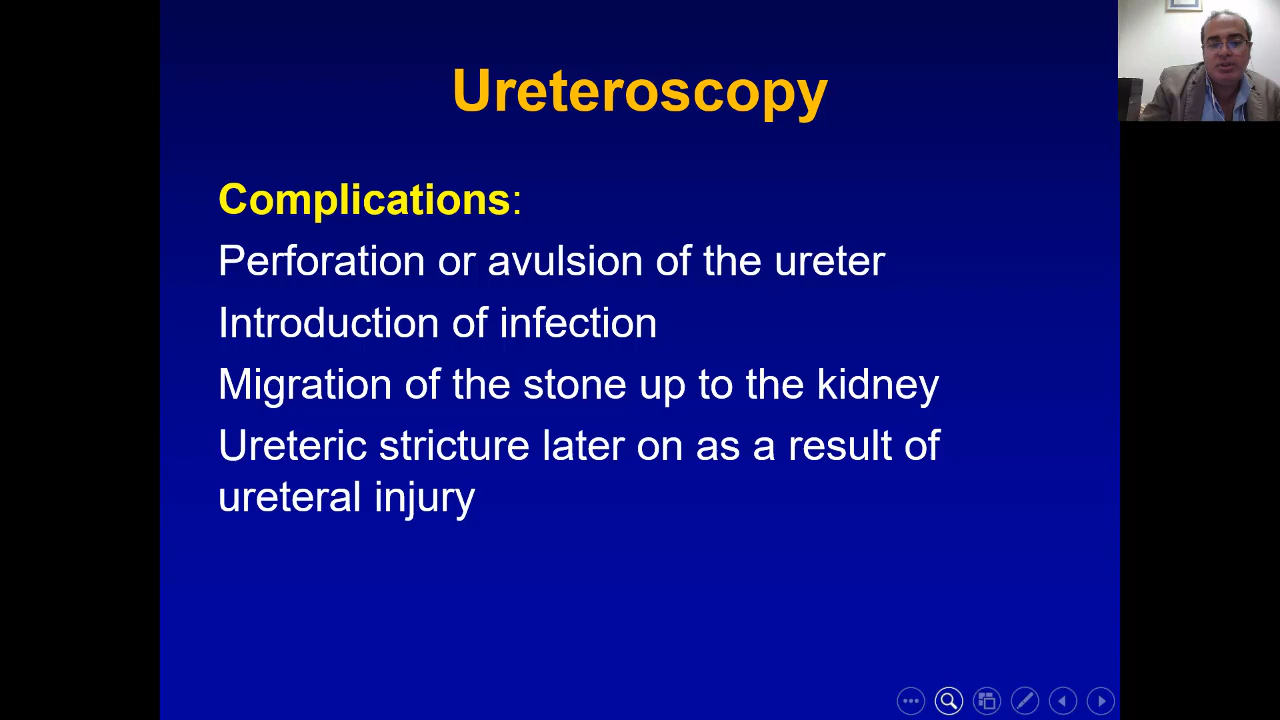 Ureteroscopy
Complications:
Perforation or avulsion of the ureter
Introduction of infection
Migration of the stone up to the kidney
Ureteric stricture later on as a result of
ureteral injury